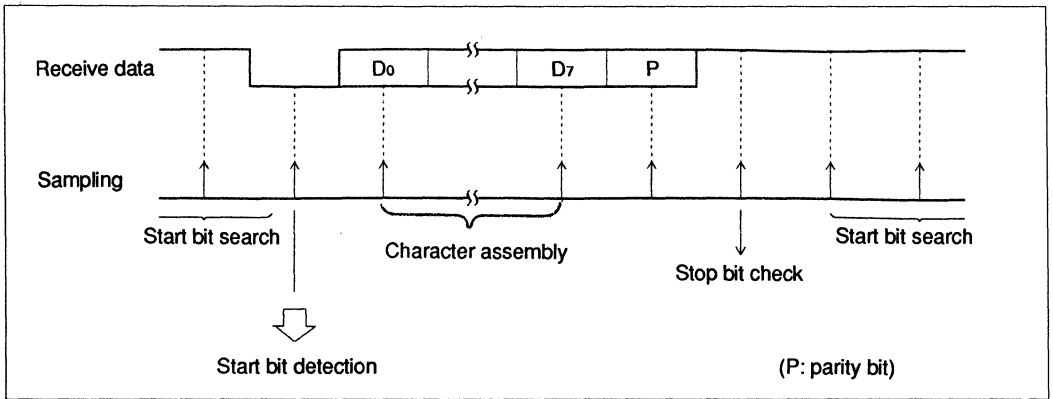 Receive data
D0
D7
P
Sampling
Start bit search
Character assembly
Stop bit check
Start bit search
Start bit detection
(P: parity bit)